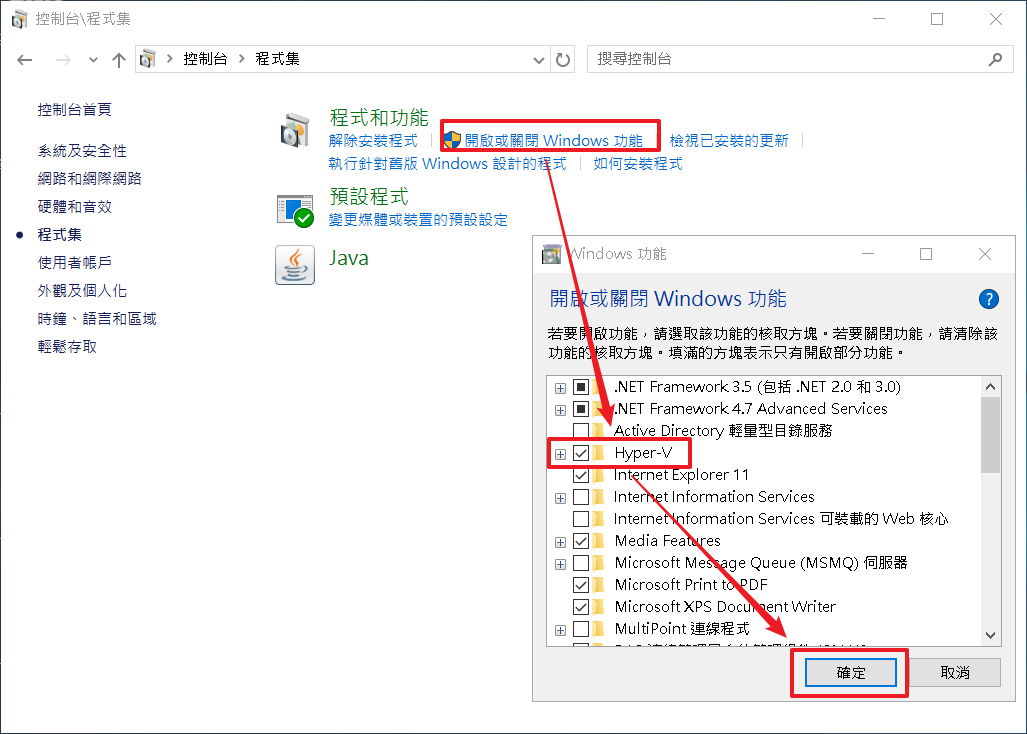 控制台\程式集
控制台 > 程式集
搜尋控制台
控制台首頁
系統及安全性
網路和網際網路
硬體和音效
程式集
使用者帳戶
外觀及個人化
時鐘、語言和區域
輕鬆存取
程式和功能
解除安裝程式
開啟或關閉 Windows 功能
檢視已安裝的更新
執行針對舊版 Windows 設計的程式
如何安裝程式
預設程式
變更媒體或裝置的預設設定
Java
Windows 功能
開啟或關閉 Windows 功能
?
若要開啟功能，請選取該功能的核取方塊。若要關閉功能，請清除該
功能的核取方塊。填滿的方塊表示只有開啟部分功能。
.NET Framework 3.5 (包括 .NET 2.0 和 3.0)
.NET Framework 4.7 Advanced Services
Active Directory 輕量型目錄服務
Hyper-V
Internet Explorer 11
Internet Information Services
Internet Information Services 可裝載的 Web 核心
Media Features
Microsoft Message Queue (MSMQ) 伺服器
Microsoft Print to PDF
Microsoft XPS Document Writer
MultiPoint 連線程式
確定
取消